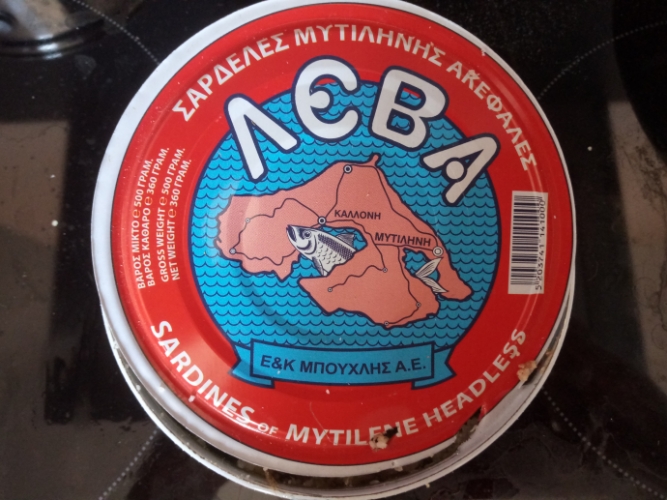 ΣΑΡΔΕΛΕΣ ΜΥΤΙΛΗΝΗΣ ΑΚΕΦΑΛΕΣ
ΛΕΒΑ
ΒΑΡΟΣ ΜΙΚΤΟ ℮ 500 ΓΡΑΜ.
ΒΑΡΟΣ ΚΑΘΑΡΟ ℮ 360 ΓΡΑΜ.
GROSS WEIGHT ℮ 500 ΓΡΑΜ.
NET WEIGHT ℮ 360 ΓΡΑΜ.
ΚΑΛΛΟΝΗ
ΜΥΤΙΛΗΝΗ
Ε&Κ ΜΠΟΥΧΛΗΣ Α.Ε.
SARDINES OF MYTILENE HEADLESS